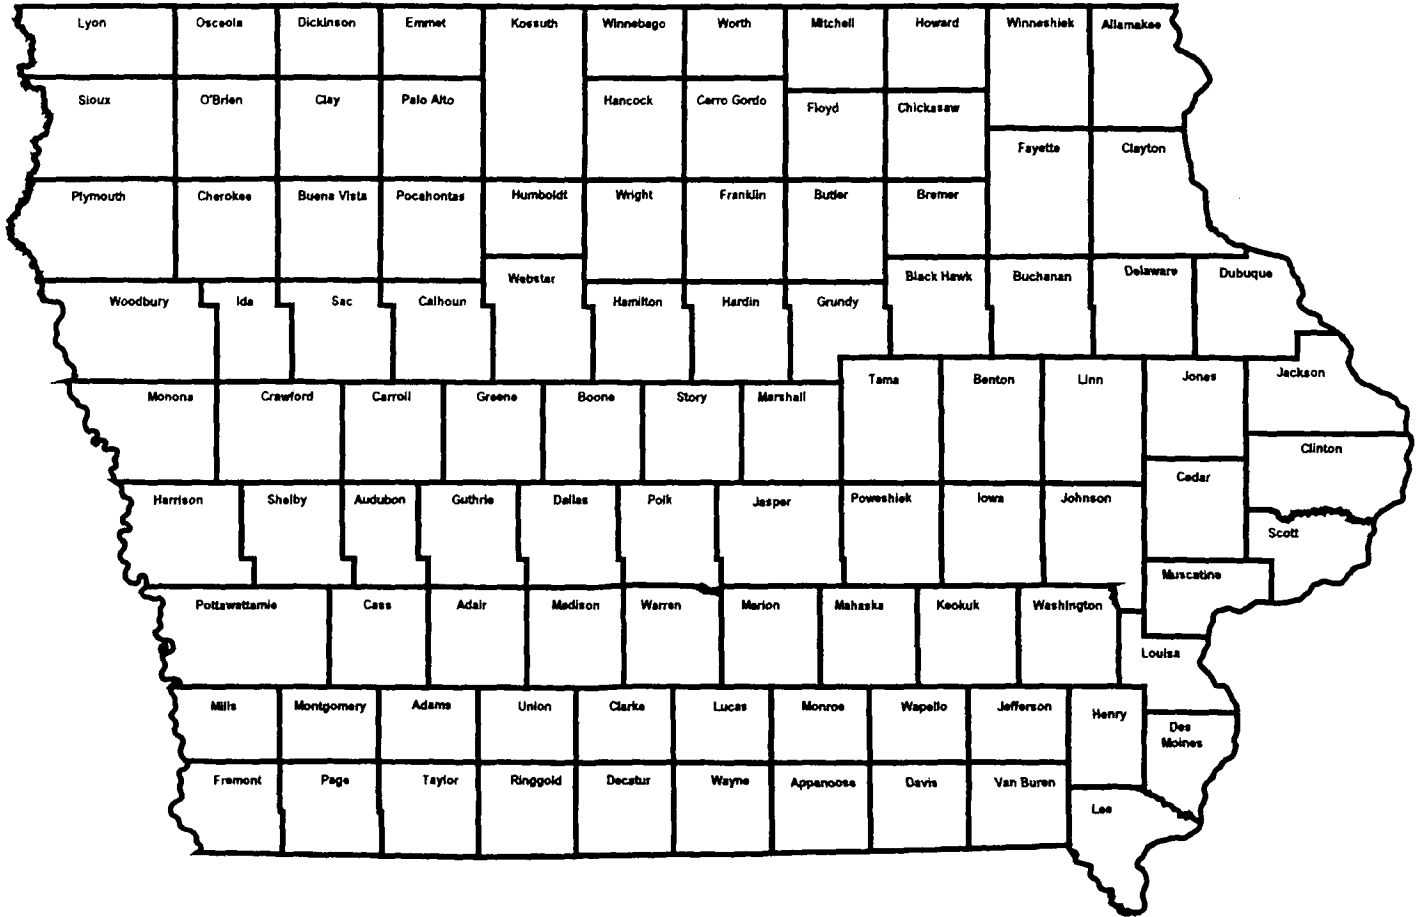 Lyon
Osceola
Dickinson
Emmet
Kossuth
Winnebago
Worth
Mitchell
Howard
Winneshiek
Allamakee
Sioux
O'Brien
Clay
Palo Alto
Hancock
Cerro Gordo
Floyd
Chickasaw
Fayette
Clayton
Plymouth
Cherokee
Buena Vista
Pocahontas
Humboldt
Wright
Franklin
Butler
Bremer
Woodbury
Ida
Sac
Calhoun
Webster
Hamilton
Hardin
Grundy
Black Hawk
Buchanan
Delaware
Dubuque
Monona
Crawford
Carroll
Greene
Boone
Story
Marshall
Tama
Benton
Linn
Jones
Jackson
Clinton
Cedar
Harrison
Shelby
Audubon
Guthrie
Dallas
Polk
Jasper
Poweshiek
Iowa
Johnson
Scott
Muscatine
Pottawattamie
Cass
Adair
Madison
Warren
Marion
Mahaska
Keokuk
Washington
Louisa
Mills
Montgomery
Adams
Union
Clarke
Lucas
Monroe
Wapello
Jefferson
Henry
Des
Moines
Fremont
Page
Taylor
Ringgold
Decatur
Wayne
Appanoose
Davis
Van Buren
Lee